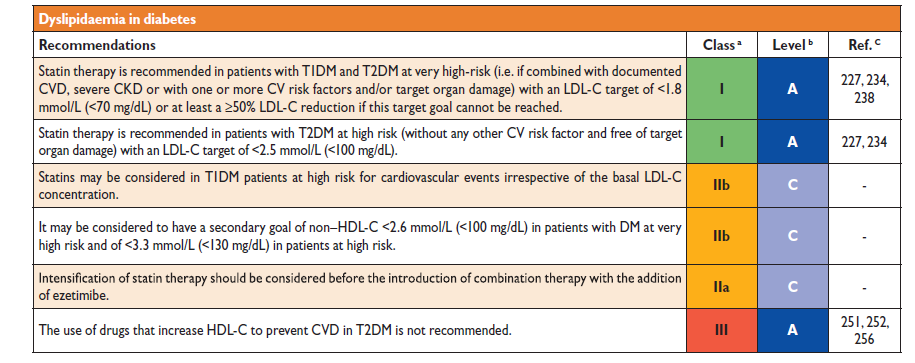 Dyslipidaemia in diabetes
Recommendations Class a Level b Ref. C
Statin therapy is recommended in patients with T1DM and T2DM at very high-risk (i.e. if combined with documented
CVD, severe CKD or with one or more CV risk factors and/or target organ damage) with an LDL-C target of <1.8
mmol/L (<70 mg/dL) or at least a ≥50% LDL-C reduction if this target goal cannot be reached.
I A 227, 234,
238
Statin therapy is recommended in patients with T2DM at high risk (without any other CV risk factor and free of target
organ damage) with an LDL-C target of <2.5 mmol/L (<100 mg/dL).
I A 227, 234
Statins may be considered in T1DM patients at high risk for cardiovascular events irrespective of the basal LDL-C
concentration.
IIb C -
It may be considered to have a secondary goal of non–HDL-C <2.6 mmol/L (<100 mg/dL) in patients with DM at very
high risk and of <3.3 mmol/L (<130 mg/dL) in patients at high risk.
IIb C -
Intensification of statin therapy should be considered before the introduction of combination therapy with the addition
of ezetimibe.
IIa C -
The use of drugs that increase HDL-C to prevent CVD in T2DM is not recommended.
III A 251, 252,
256